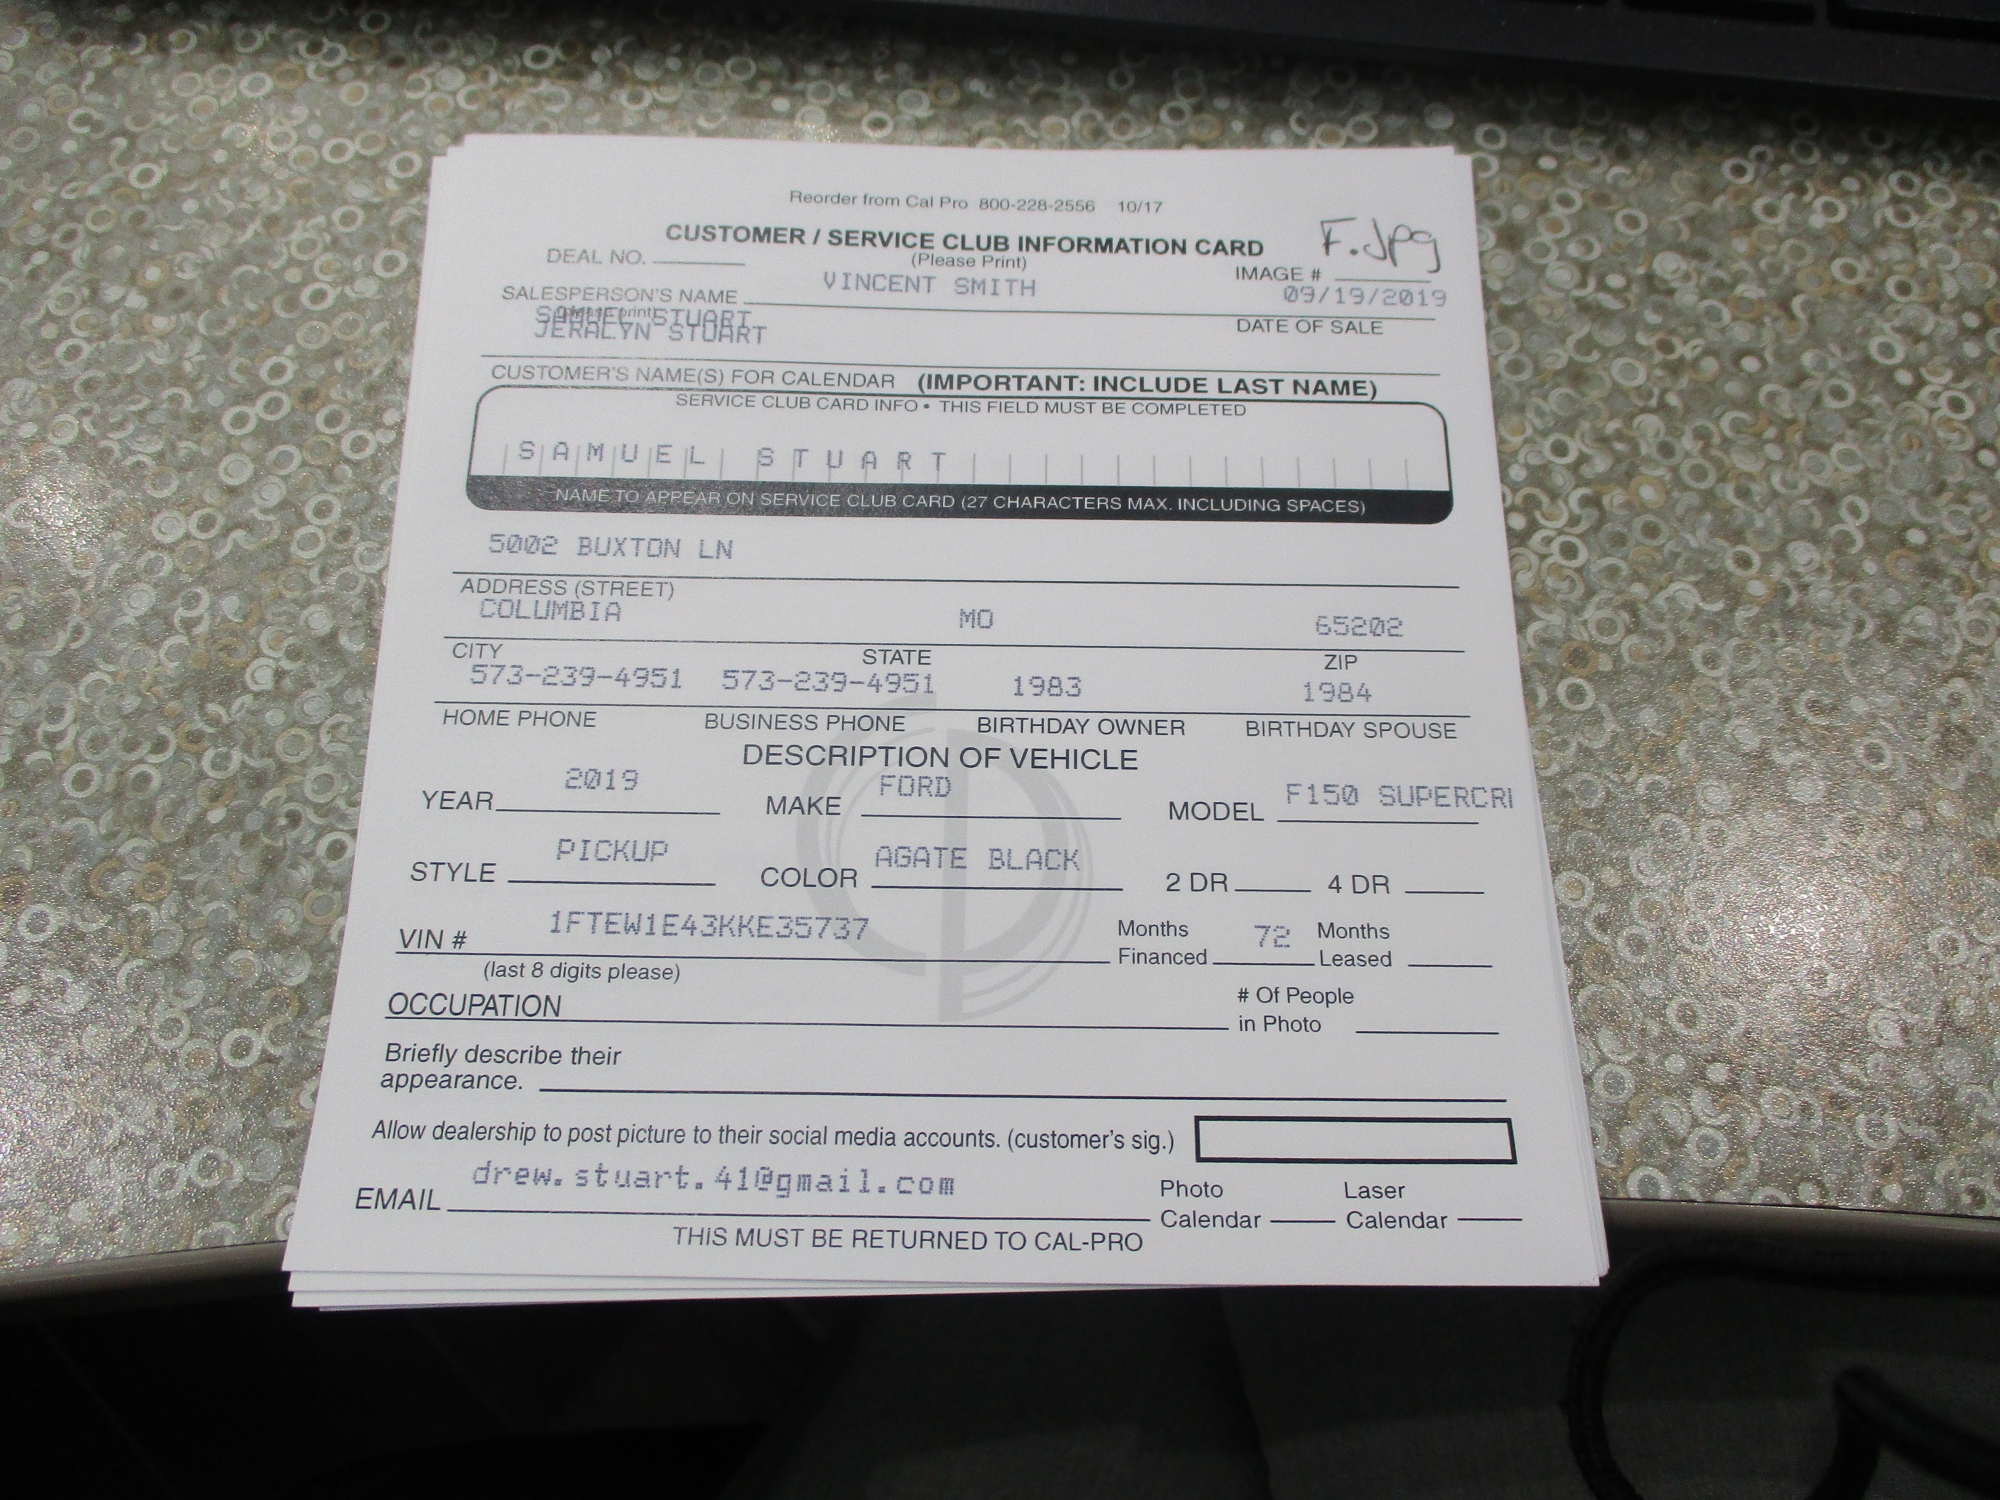 Reorder from Cal Pro 800-228-2556 10/17
CUSTOMER / SERVICE CLUB INFORMATION CARD
F.Jpg
(Please Print)
DEAL NO.
IMAGE #
VINCENT SMITH
09/19/2019
SALESPERSON'S NAME
(please print)
DATE OF SALE
SAMUEL STUART
JERALYN STUART
CUSTOMER'S NAME(S) FOR CALENDAR (IMPORTANT: INCLUDE LAST NAME)
SERVICE CLUB CARD INFO • THIS FIELD MUST BE COMPLETED
SAMUEL STUART
NAME TO APPEAR ON SERVICE CLUB CARD (27 CHARACTERS MAX. INCLUDING SPACES)
5002 BUXTON LN
ADDRESS (STREET)
COLUMBIA MO 65202
CITY STATE ZIP
573-239-4951 573-239-4951 1983 1984
HOME PHONE BUSINESS PHONE BIRTHDAY OWNER BIRTHDAY SPOUSE
DESCRIPTION OF VEHICLE
YEAR 2019 MAKE FORD MODEL F150 SUPERCR
STYLE PICKUP COLOR AGATE BLACK 2 DR 4 DR
VIN # 1FTEW1E43KKE35737 Months Financed 72 Months Leased
(last 8 digits please)
OCCUPATION # Of People in Photo
Briefly describe their
appearance.
Allow dealership to post picture to their social media accounts. (customer's sig.)
EMAIL drew.stuart.41@gmail.com Photo Calendar Laser Calendar
THIS MUST BE RETURNED TO CAL-PRO